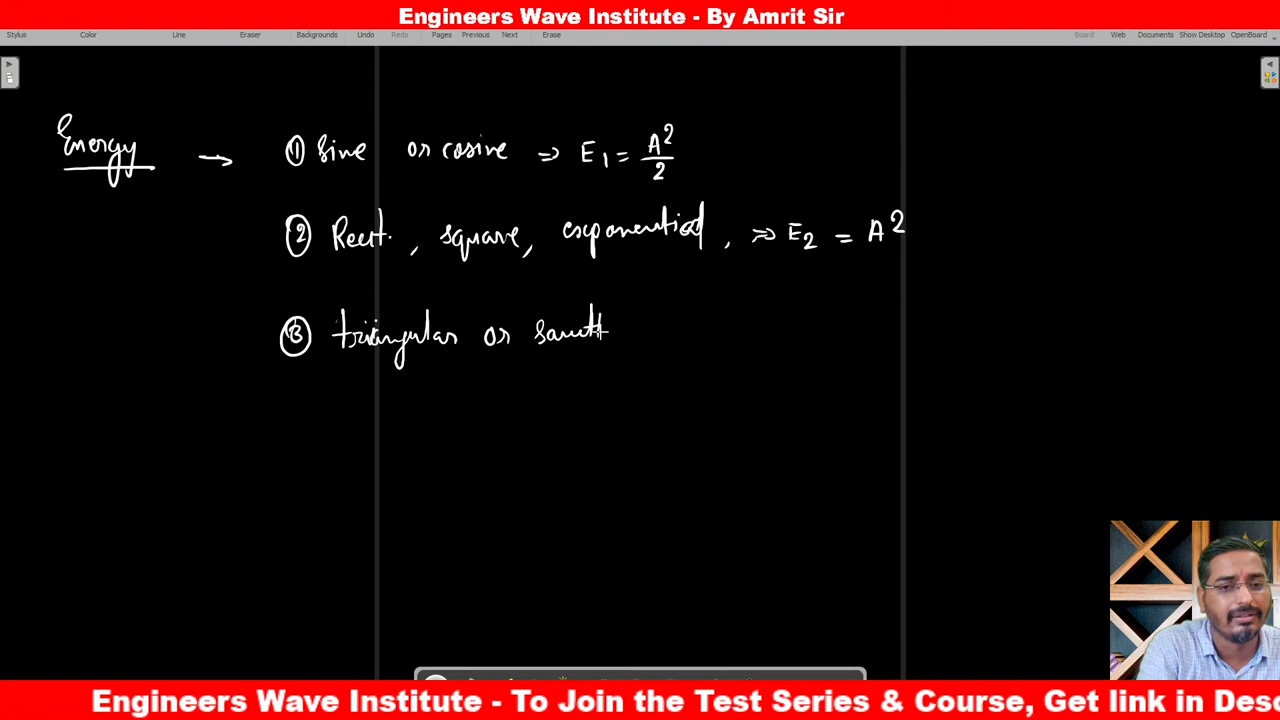 Engineers Wave Institute - By Amrit Sir
Stylus Color Line Eraser Backgrounds Undo Redo Pages Previous Next Erase Board Web Documents Show Desktop OpenBoard
Energy → ① Sine or cosine ⇒ E₁ = A²/2
② Rect. , square, exponential, ⇒ E₂ = A²
③ triangular or sawtt
Engineers Wave Institute - To Join the Test Series & Course, Get link in Desc